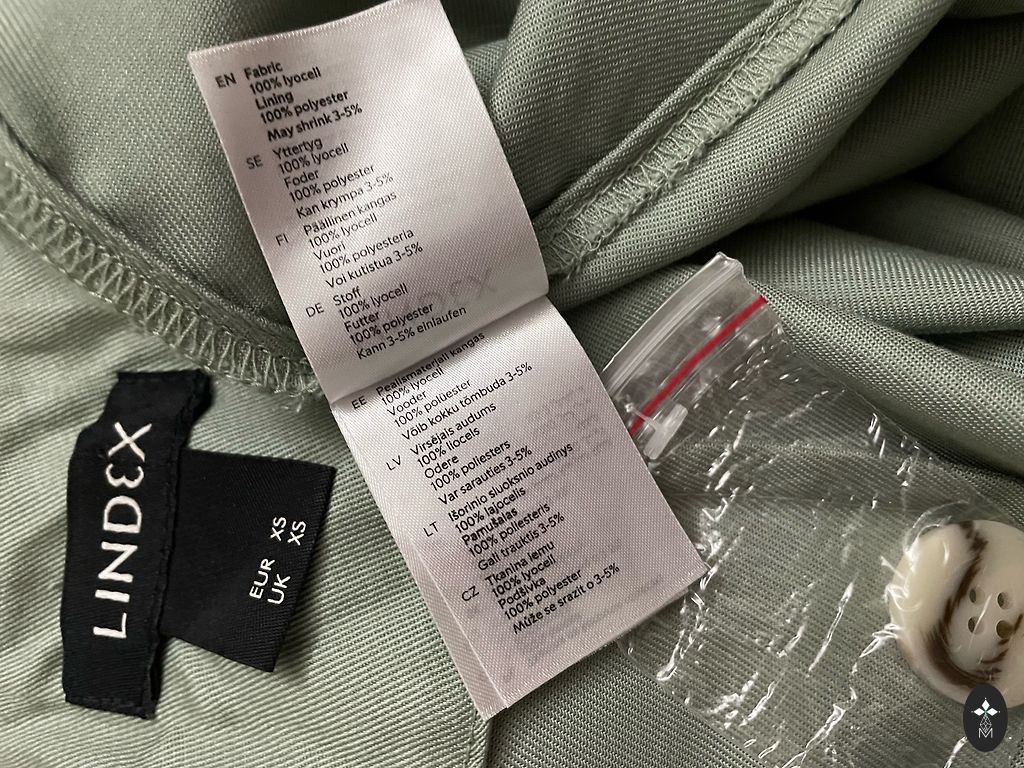 LINDEX
EUR XS
UK XS
EN Fabric
100% lyocell
Lining
100% polyester
May shrink 3-5%
SE Yttertyg
100% lyocell
Foder
100% polyester
Kan krympa 3-5%
FI Päällinen kangas
100% lyocell
Vuori
100% polyesteria
Voi kutistua 3-5%
DE Stoff
100% lyocell
Futter
100% polyester
Kann 3-5% einlaufen
EE Pealismaterjali kangas
100% lyocell
Vooder
100% polüester
Võib kokku tõmbuda 3-5%
LV Virsējais audums
100% liocels
Odere
100% poliesters
Var sarauties 3-5%
LT Išorinio sluoksnio audinys
100% lajocelis
Pamušalas
100% poliesteris
Gali trauktis 3-5%
CZ Tkanina lemu
100% lyocell
Podšívka
100% polyester
Může se srazit o 3-5%
M